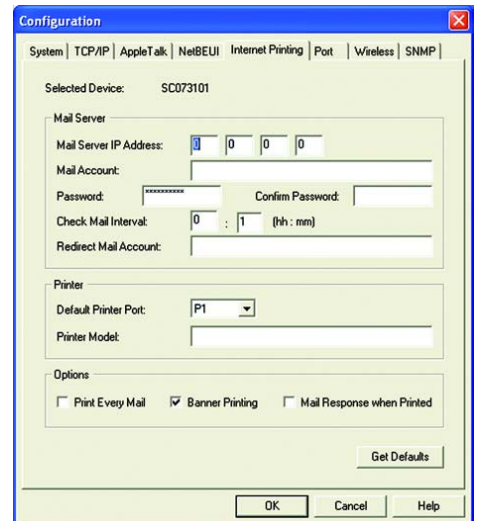 Configuration
System TCP/IP AppleTalk NetBEUI Internet Printing Port Wireless SNMP
Selected Device: SC073101
Mail Server
Mail Server IP Address: 0 0 0 0
Mail Account:
Password: ********** Confirm Password:
Check Mail Interval: 0 : 1 (hh : mm)
Redirect Mail Account:
Printer
Default Printer Port: P1
Printer Model:
Options
Print Every Mail Banner Printing Mail Response when Printed
Get Defaults
OK Cancel Help